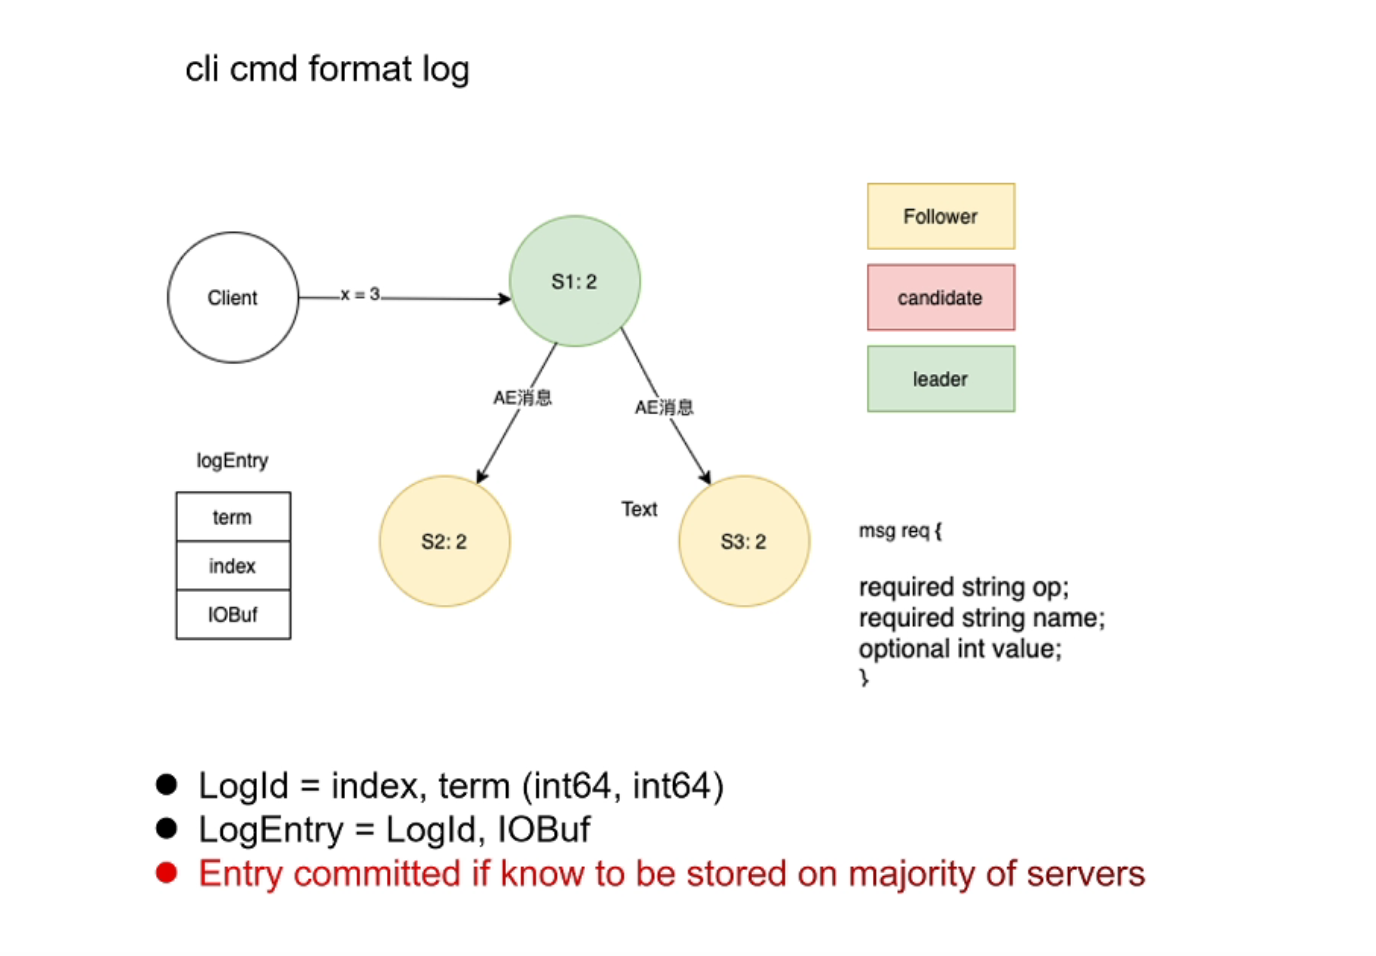 cli cmd format log
Client
x = 3
S1: 2
Follower
candidate
leader
AE消息
AE消息
logEntry
term
index
IOBuf
S2: 2
Text
S3: 2
msg req {
required string op;
required string name;
optional int value;
}
LogId = index, term (int64, int64)
LogEntry = LogId, IOBuf
Entry committed if know to be stored on majority of servers